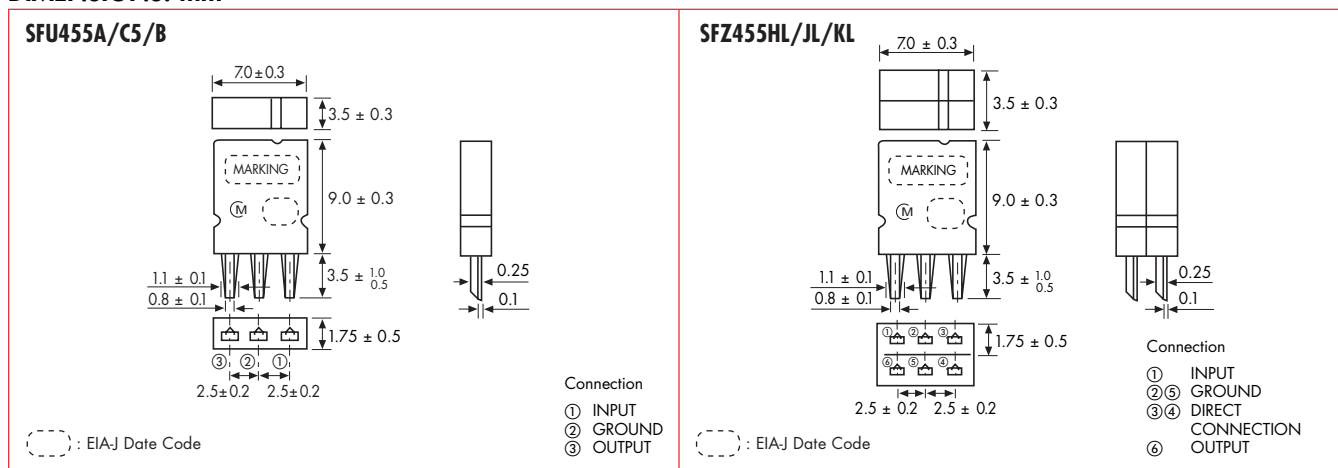 SFU455A/C5/B
7.0±0.3
3.5 ± 0.3
MARKING
9.0 ± 0.3
M
1.1 ± 0.1
3.5 ± 1.0 0.5
0.25
0.8 ± 0.1
0.1
1.75 ± 0.5
③ ② ①
2.5±0.2 2.5±0.2
Connection
① INPUT
② GROUND
③ OUTPUT
: EIA-J Date Code
SFZ455HL/JL/KL
7.0 ± 0.3
3.5 ± 0.3
MARKING
9.0 ± 0.3
M
1.1 ± 0.1
3.5 ± 1.0 0.5
0.25
0.8 ± 0.1
0.1
① ② ③
1.75 ± 0.5
⑥ ⑤ ④
2.5 ± 0.2 2.5 ± 0.2
Connection
① INPUT
②⑤ GROUND
③④ DIRECT
CONNECTION
⑥ OUTPUT
: EIA-J Date Code